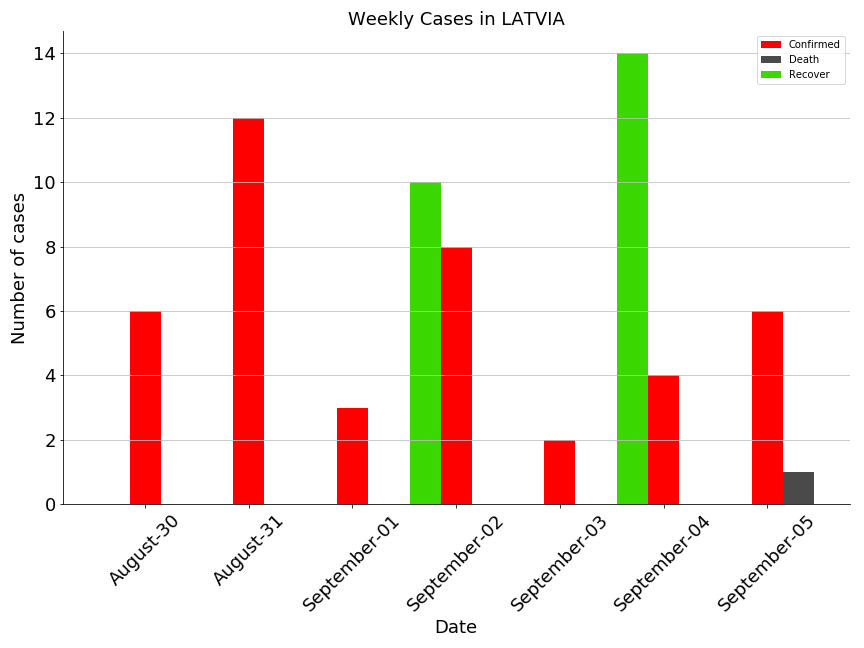 Weekly Cases in LATVIA
Confirmed
Death
Recover
Number of cases
14
12
10
8
6
4
2
0
August-30
August-31
September-01
September-02
September-03
September-04
September-05
Date